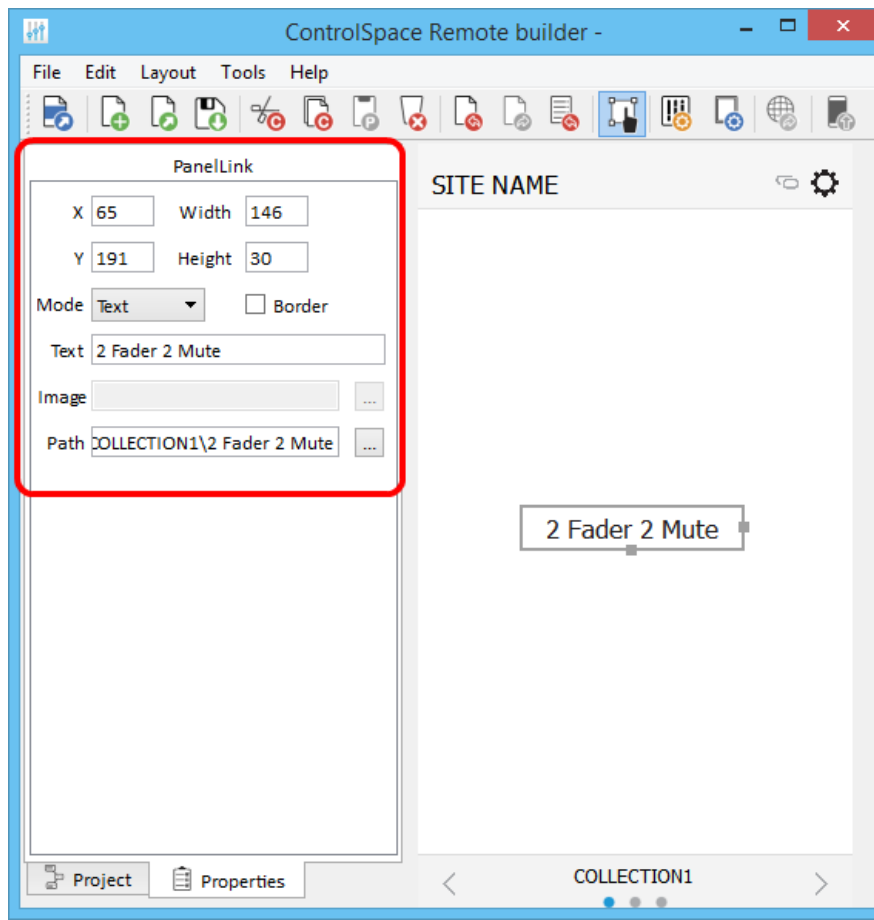 ControlSpace Remote builder -
File Edit Layout Tools Help
PanelLink
X 65 Width 146
Y 191 Height 30
Mode Text Border
Text 2 Fader 2 Mute
Image ...
Path COLLECTION1\2 Fader 2 Mute ...
Project Properties
SITE NAME
2 Fader 2 Mute
COLLECTION1